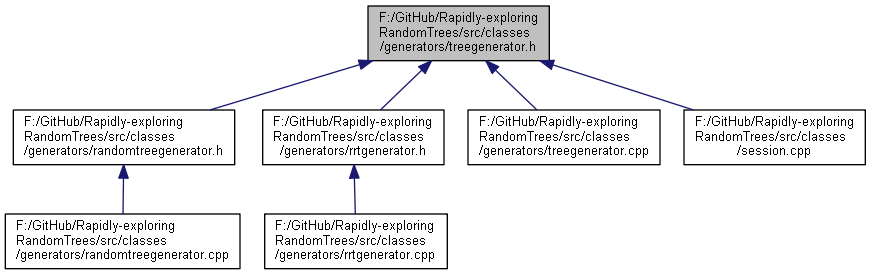 F:/GitHub/Rapidly-exploring
RandomTrees/src/classes
/generators/treegenerator.h
F:/GitHub/Rapidly-exploring
RandomTrees/src/classes
/generators/randomtreegenerator.h
F:/GitHub/Rapidly-exploring
RandomTrees/src/classes
/generators/rrtgenerator.h
F:/GitHub/Rapidly-exploring
RandomTrees/src/classes
/generators/treegenerator.cpp
F:/GitHub/Rapidly-exploring
RandomTrees/src/classes
/session.cpp
F:/GitHub/Rapidly-exploring
RandomTrees/src/classes
/generators/randomtreegenerator.cpp
F:/GitHub/Rapidly-exploring
RandomTrees/src/classes
/generators/rrtgenerator.cpp